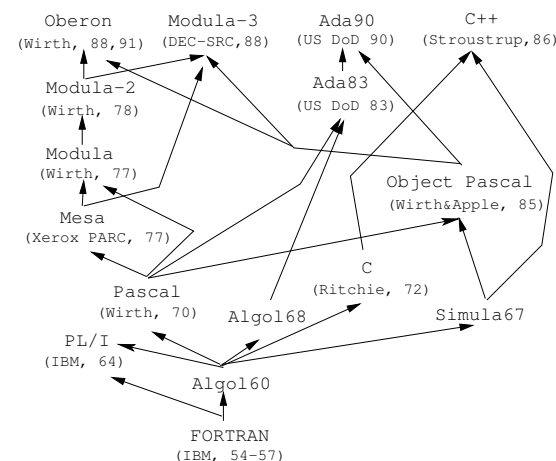 Oberon
(Wirth, 88,91)
Modula-3
(DEC-SRC,88)
Ada90
(US DoD 90)
C++
(Stroustrup,86)
Ada83
(US DoD 83)
Modula-2
(Wirth, 78)
Modula
(Wirth, 77)
Object Pascal
(Wirth&Apple, 85)
Mesa
(Xerox PARC, 77)
C
(Ritchie, 72)
Pascal
(Wirth, 70)
Algol68
Simula67
PL/I
(IBM, 64)
Algol60
FORTRAN
(IBM, 54-57)